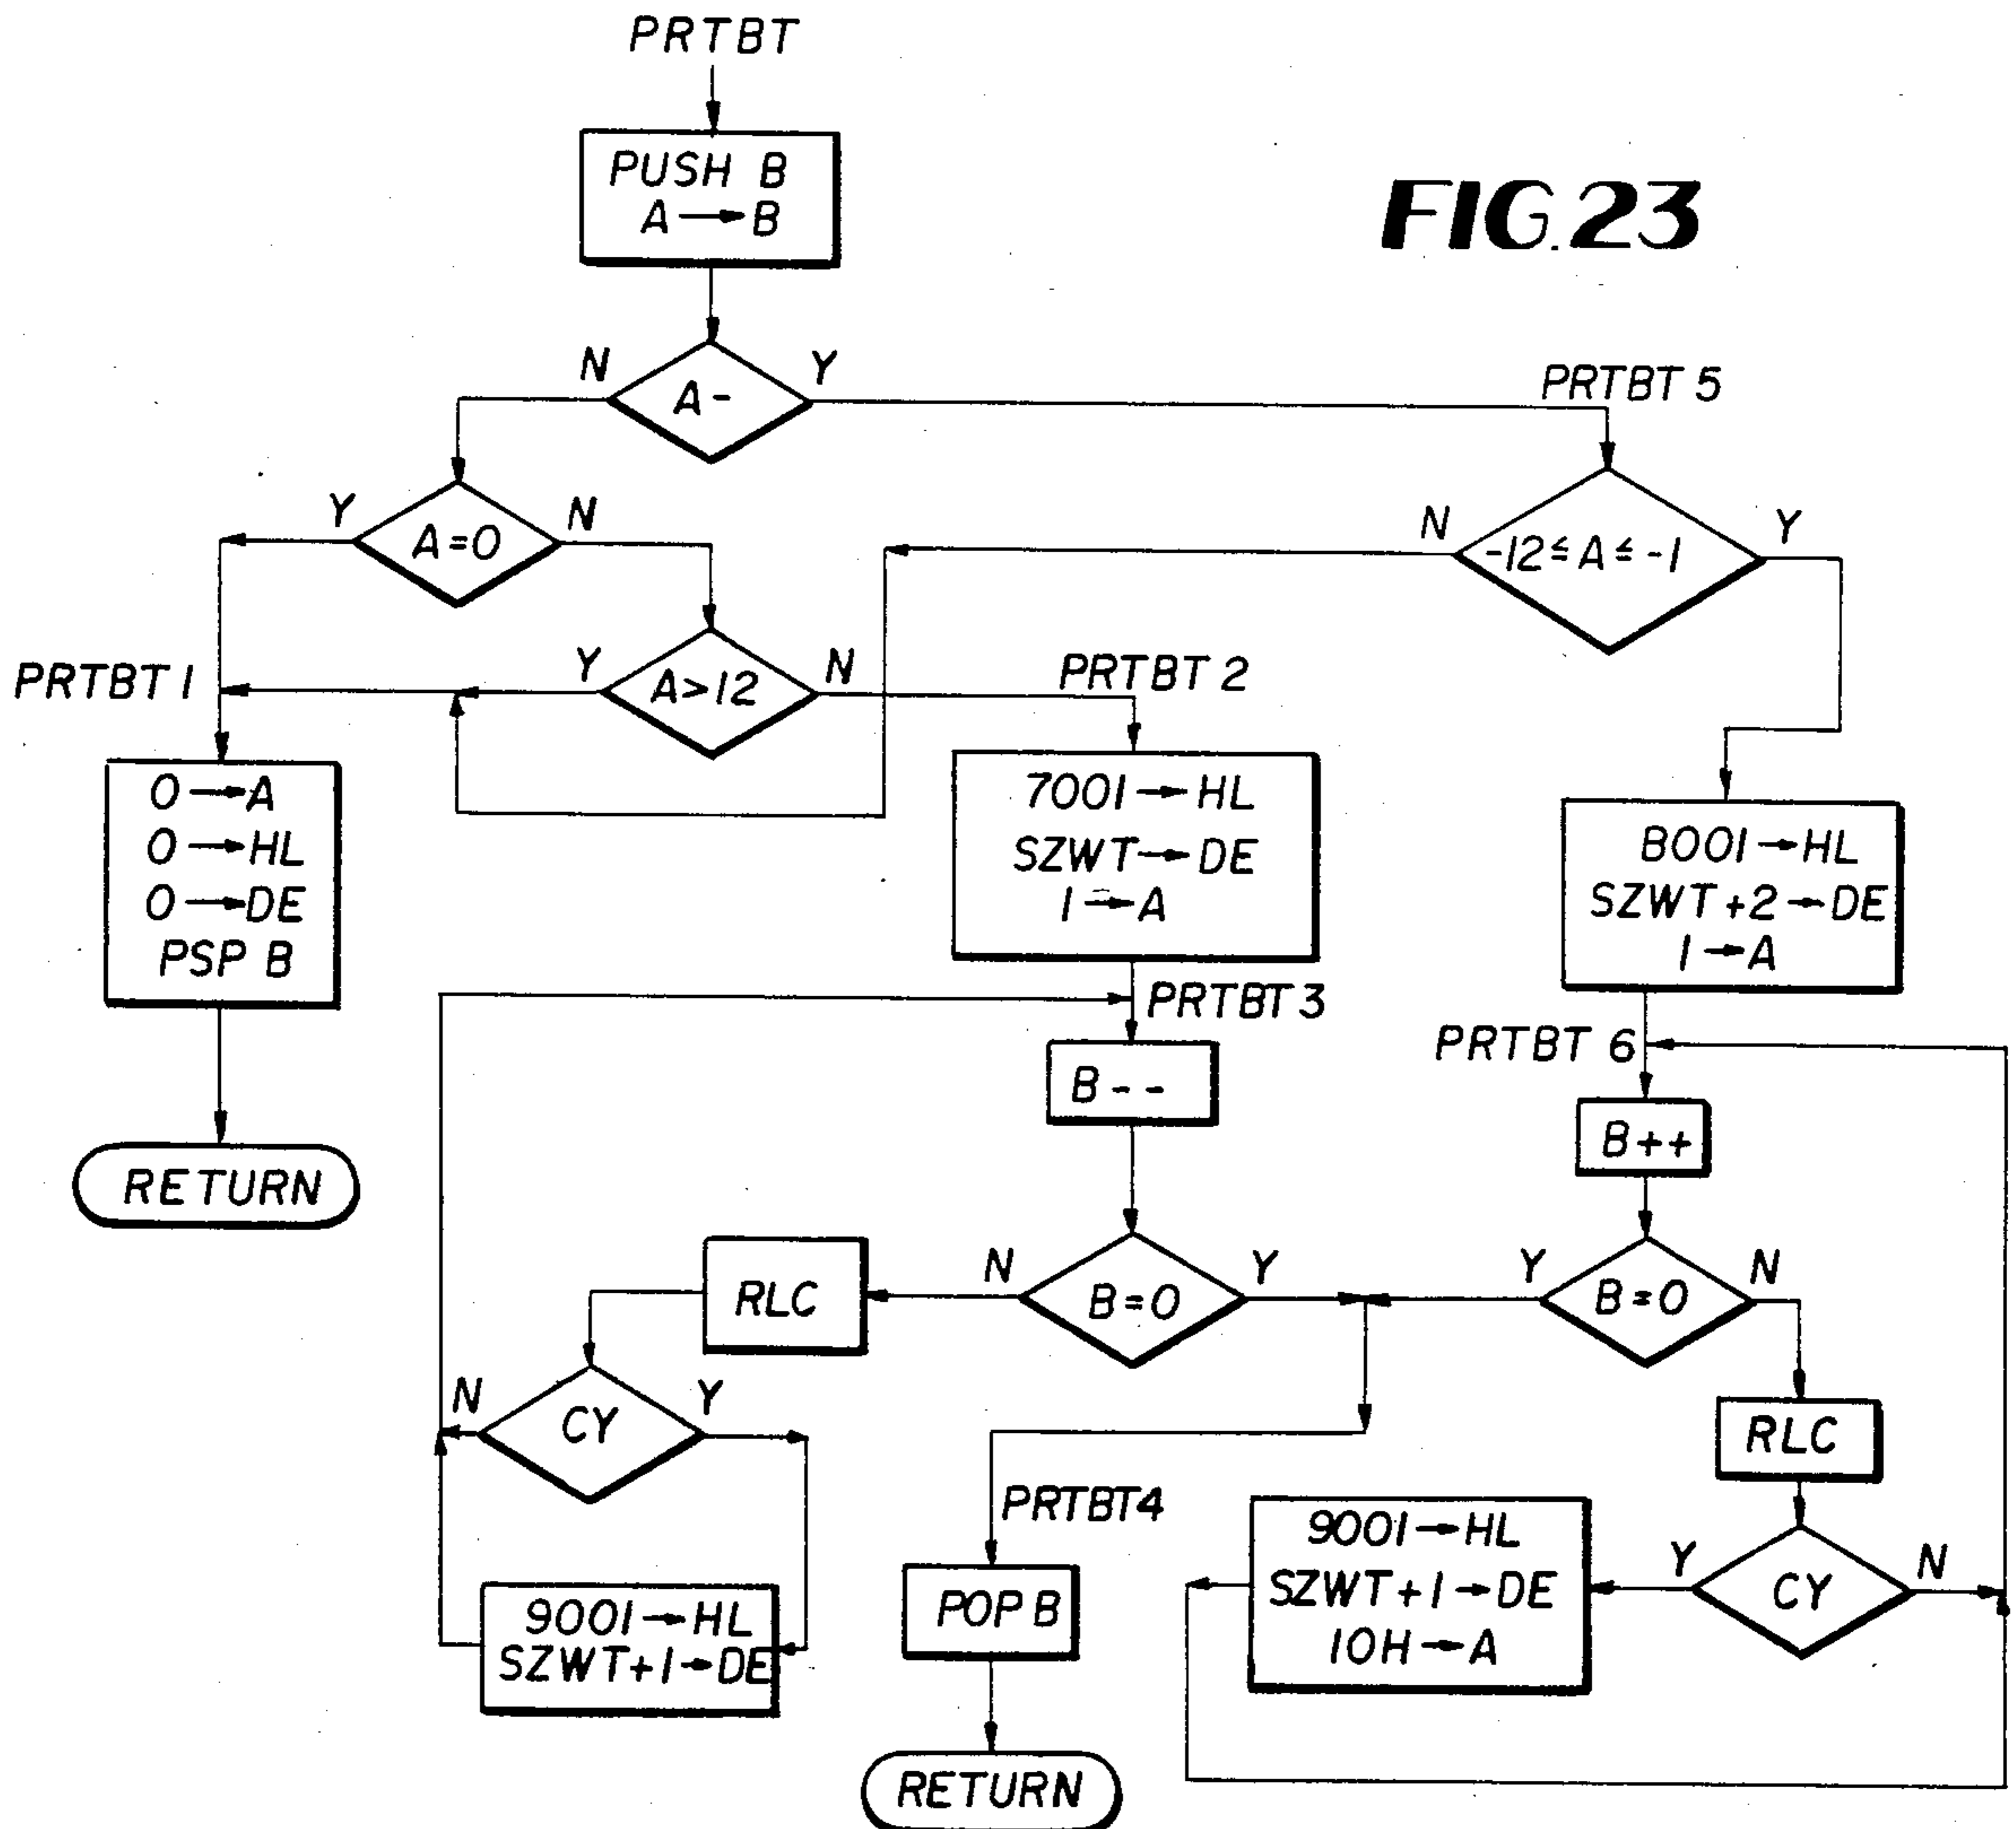 PRTBT
PUSH B
A → B
FIG. 23
N
A-
Y
PRTBT 5
Y
A=0
N
N
-12≤A≤-1
Y
PRTBT 1
Y
A>12
N
PRTBT 2
0 → A
0 → HL
0 → DE
PSP B
7001 → HL
SZWT → DE
1 → A
8001 → HL
SZWT+2 → DE
1 → A
PRTBT 3
PRTBT 6
B--
B++
RETURN
RLC
N
B=0
Y
Y
B=0
N
N
CY
Y
RLC
PRTBT4
9001 → HL
SZWT+1 → DE
10H → A
Y
CY
N
9001 → HL
SZWT+1 → DE
POP B
RETURN